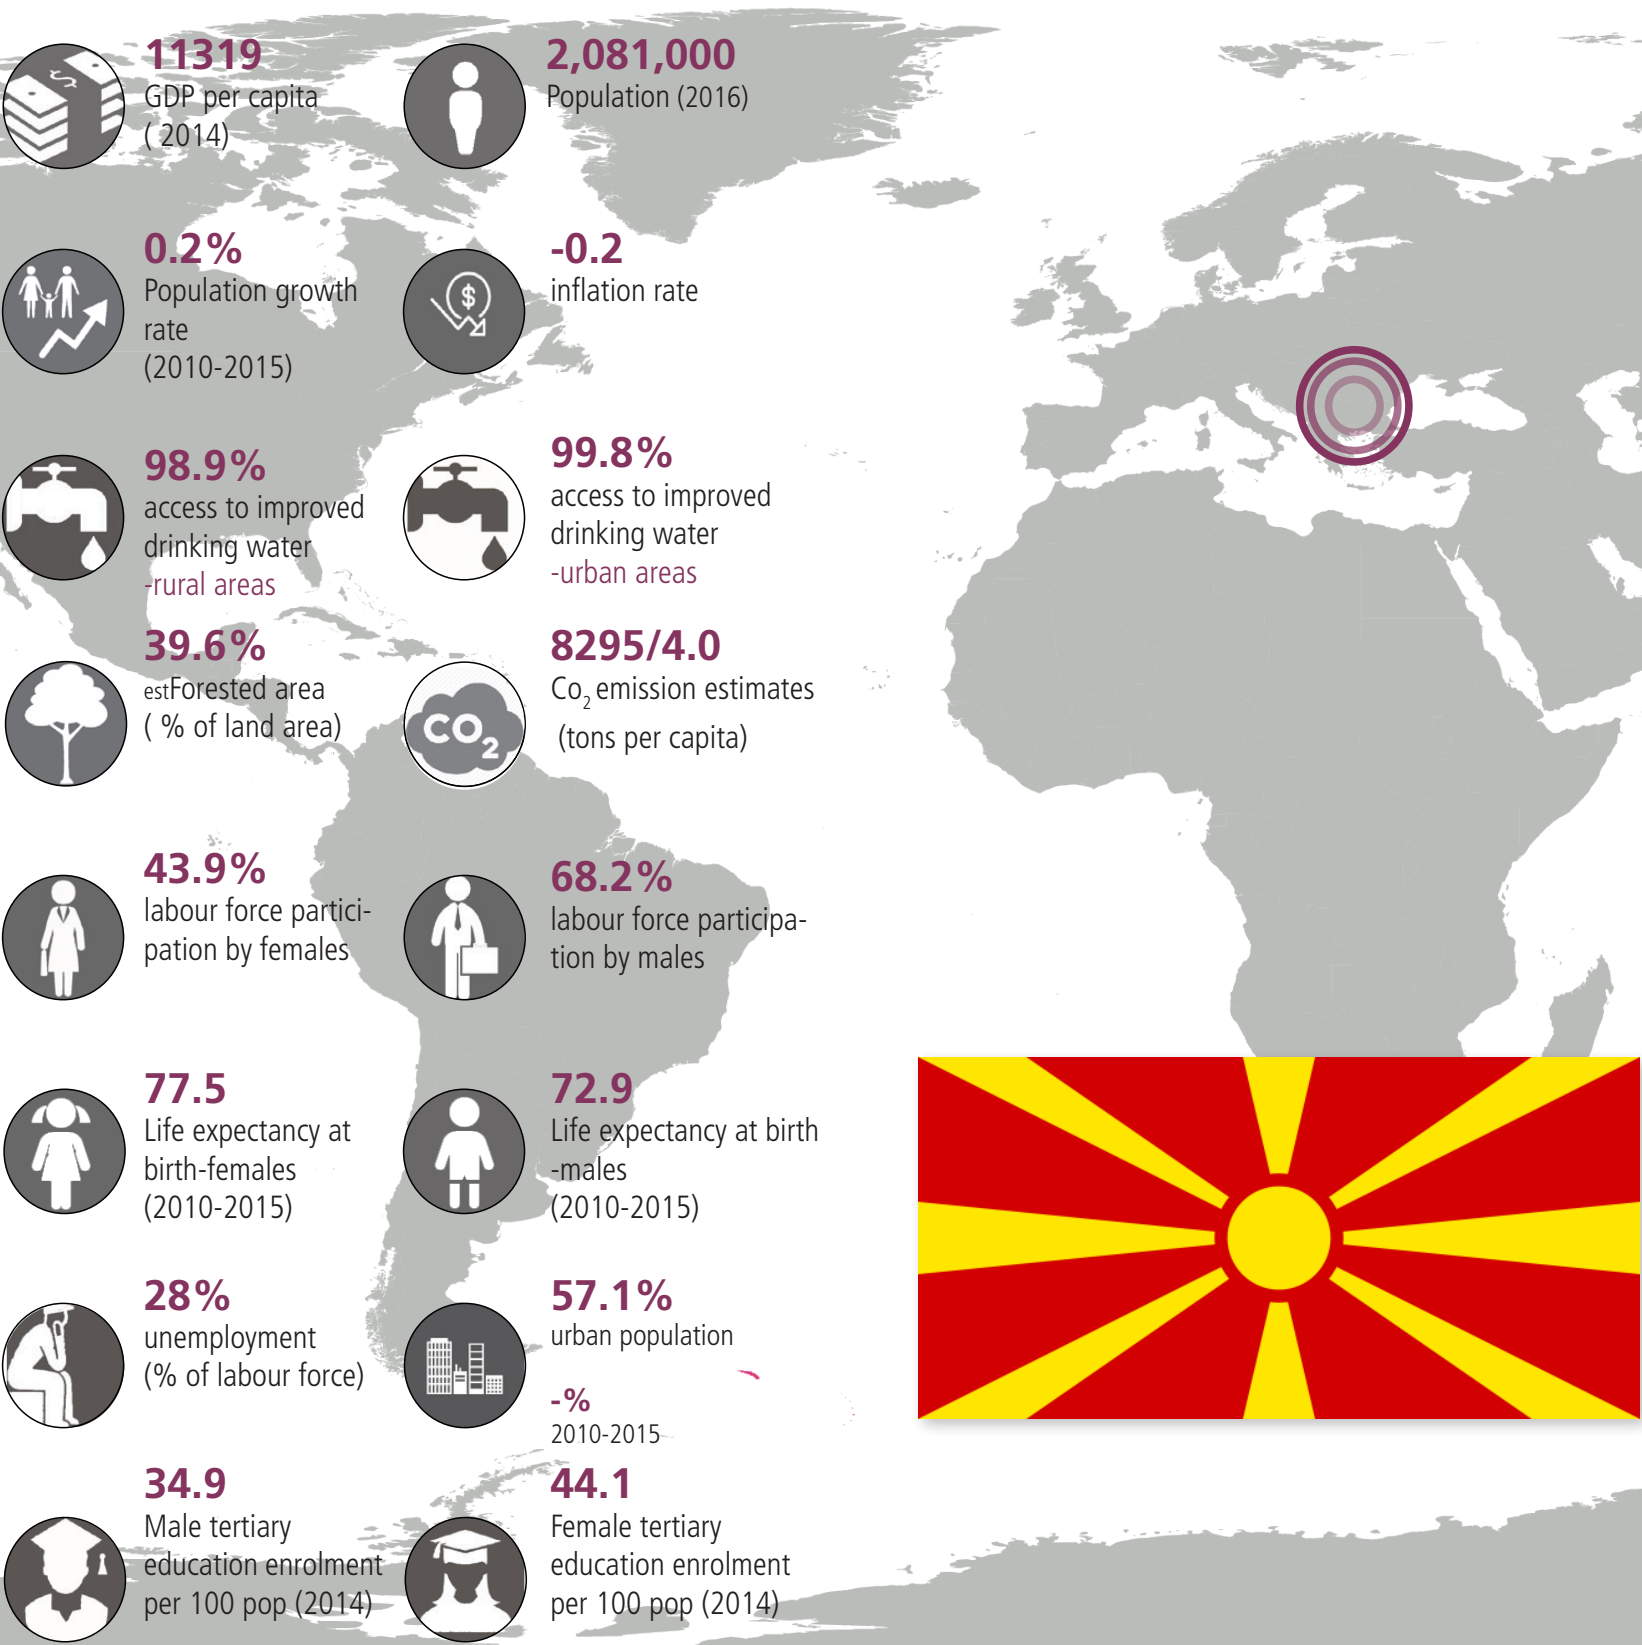 11319
GDP per capita
( 2014)
2,081,000
Population (2016)
0.2%
Population growth
rate
(2010-2015)
-0.2
inflation rate
98.9%
access to improved
drinking water
-rural areas
99.8%
access to improved
drinking water
-urban areas
39.6%
estForested area
( % of land area)
8295/4.0
Co2 emission estimates
(tons per capita)
CO2
43.9%
labour force partici-
pation by females
68.2%
labour force participa-
tion by males
77.5
Life expectancy at
birth-females
(2010-2015)
72.9
Life expectancy at birth
-males
(2010-2015)
28%
unemployment
(% of labour force)
57.1%
urban population
-%
2010-2015
34.9
Male tertiary
education enrolment
per 100 pop (2014)
44.1
Female tertiary
education enrolment
per 100 pop (2014)